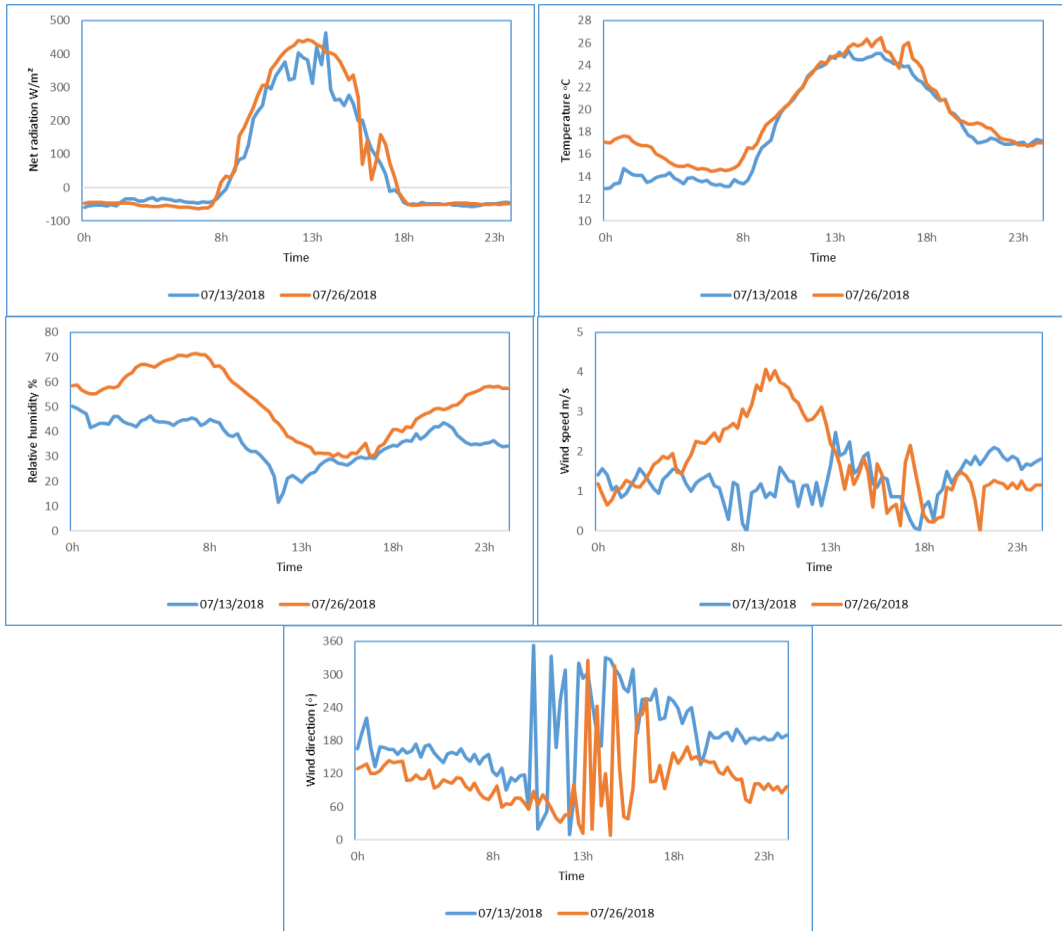 Net radiation W/m²
500
400
300
200
100
0
-100
0h 8h 13h 18h 23h
Time
07/13/2018 07/26/2018
Temperature °C
28
26
24
22
20
18
16
14
12
10
0h 8h 13h 18h 23h
Time
07/13/2018 07/26/2018
Relative humidity %
80
70
60
50
40
30
20
10
0
0h 8h 13h 18h 23h
Time
07/13/2018 07/26/2018
Wind speed m/s
5
4
3
2
1
0
0h 8h 13h 18h 23h
Time
07/13/2018 07/26/2018
Wind direction (°)
360
300
240
180
120
60
0
0h 8h 13h 18h 23h
Time
07/13/2018 07/26/2018